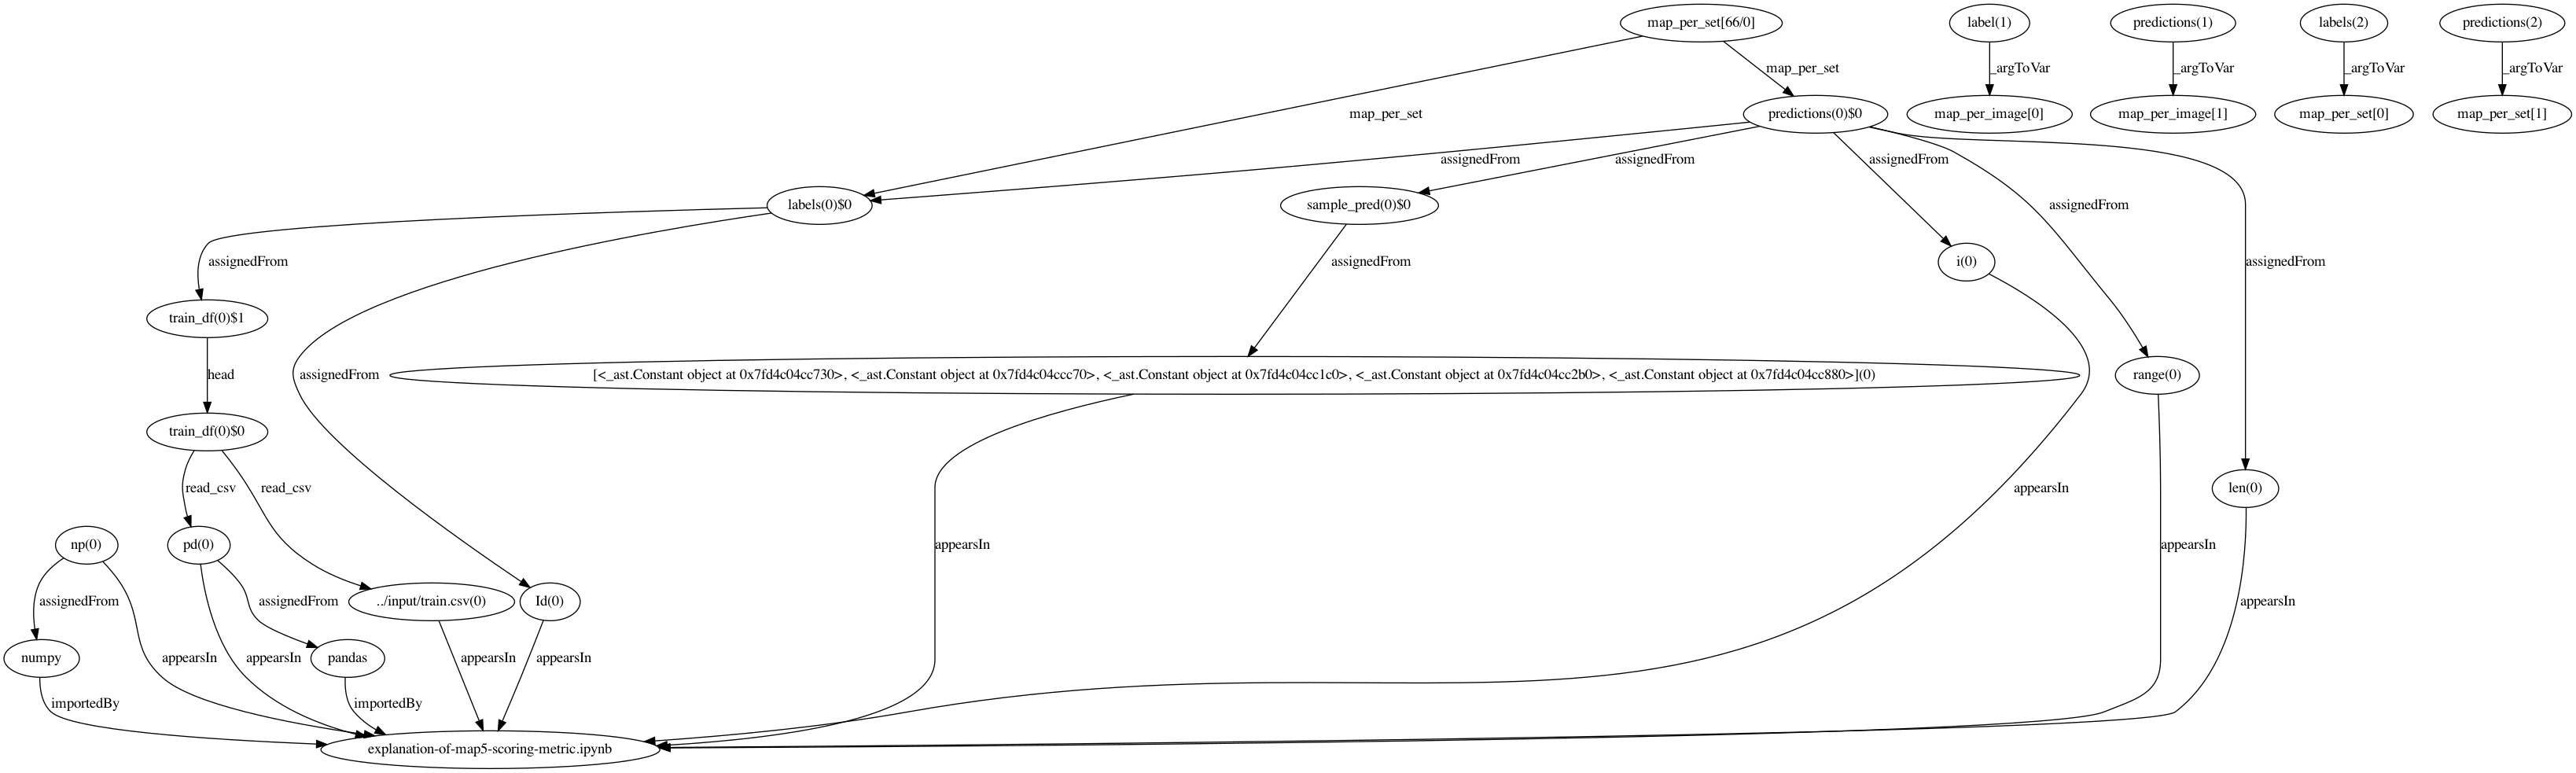 map_per_set[66/0]
label(1)
predictions(1)
labels(2)
predictions(2)
map_per_set
_argToVar
_argToVar
_argToVar
_argToVar
map_per_set
predictions(0)$0
map_per_image[0]
map_per_image[1]
map_per_set[0]
map_per_set[1]
assignedFrom
assignedFrom
assignedFrom
labels(0)$0
sample_pred(0)$0
assignedFrom
assignedFrom
assignedFrom
i(0)
assignedFrom
train_df(0)$1
head
assignedFrom
[<_ast.Constant object at 0x7fd4c04cc730>, <_ast.Constant object at 0x7fd4c04ccc70>, <_ast.Constant object at 0x7fd4c04cc1c0>, <_ast.Constant object at 0x7fd4c04cc2b0>, <_ast.Constant object at 0x7fd4c04cc880>](0)
range(0)
train_df(0)$0
read_csv
read_csv
appearsIn
len(0)
np(0)
pd(0)
appearsIn
appearsIn
assignedFrom
assignedFrom
../input/train.csv(0)
Id(0)
appearsIn
numpy
appearsIn
appearsIn
pandas
appearsIn
appearsIn
importedBy
importedBy
explanation-of-map5-scoring-metric.ipynb